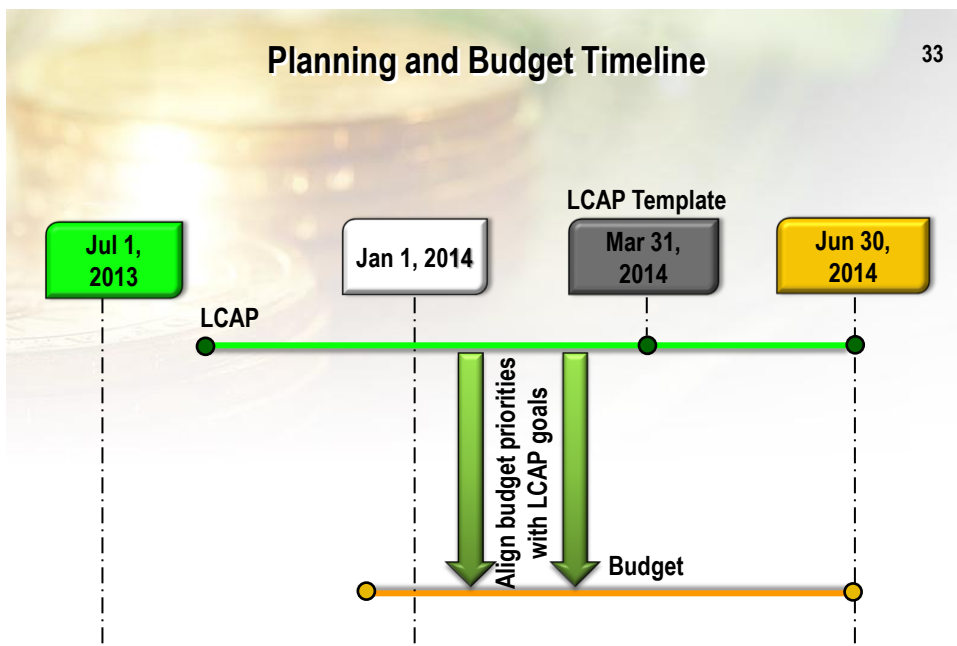 Planning and Budget Timeline
33
LCAP Template
Jul 1,
2013
Jan 1, 2014
Mar 31,
2014
Jun 30,
2014
LCAP
Align budget priorities
with LCAP goals
Budget